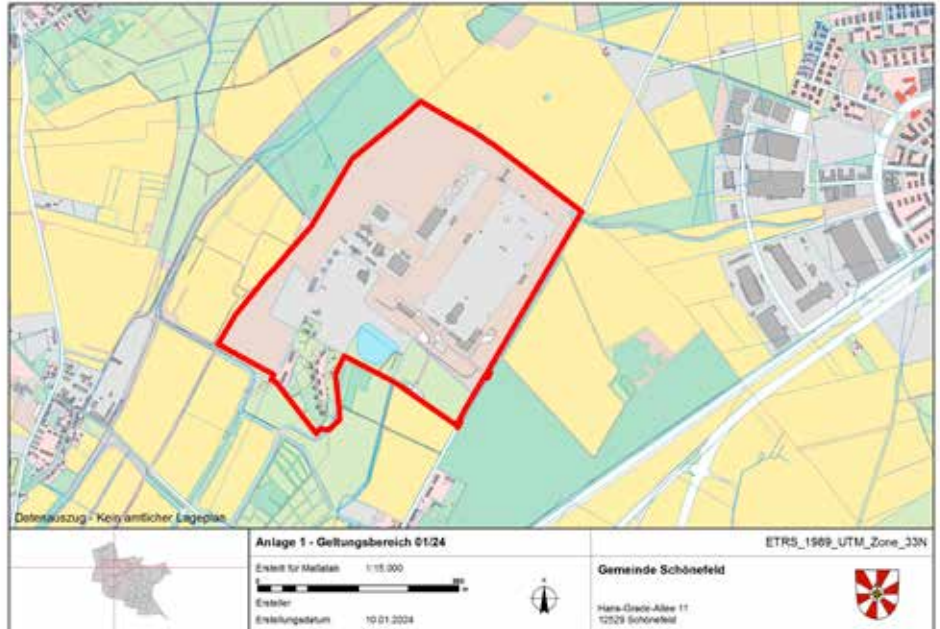 Datenauszug - Kein amtlicher Lageplan
Anlage 1 - Geltungsbereich 01/24
Erstellt für Maßstab 1:15.000
Ersteller
Erstellungsdatum 10.01.2024
ETRS_1989_UTM_Zone_33N
Gemeinde Schönefeld
Hans-Grade-Allee 11
12529 Schönefeld